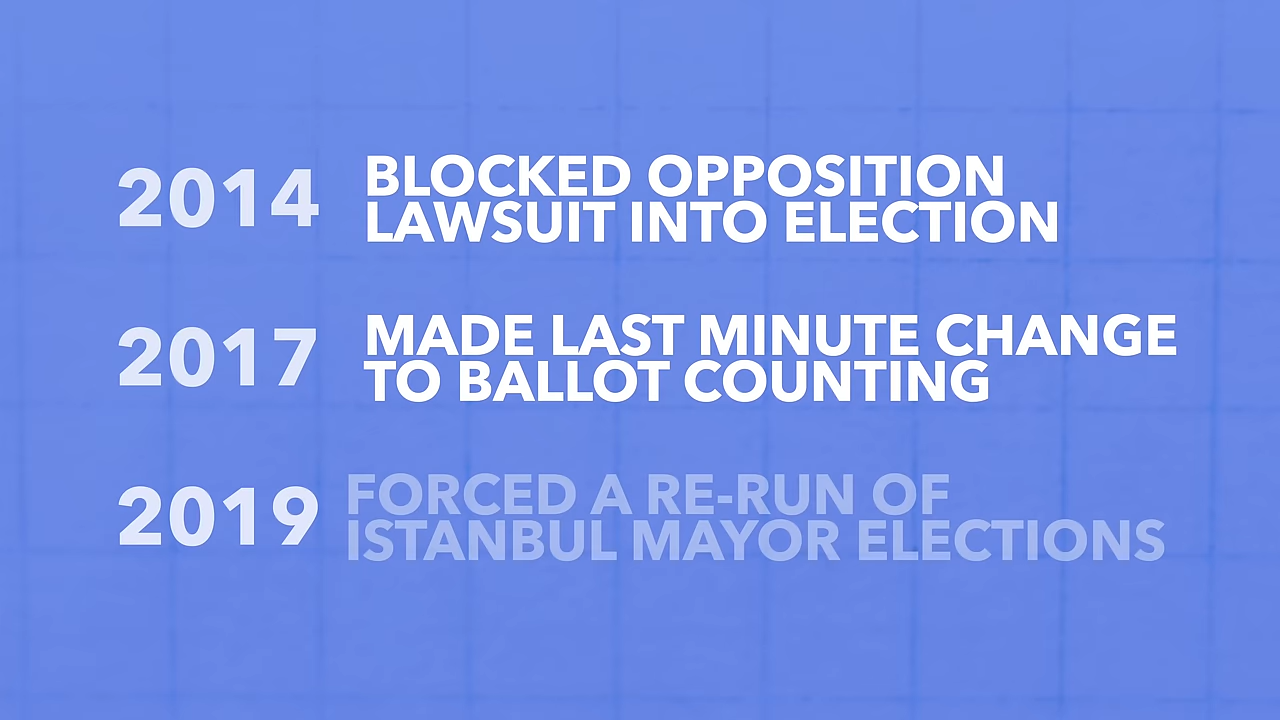 2014 BLOCKED OPPOSITION
LAWSUIT INTO ELECTION
2017 MADE LAST MINUTE CHANGE
TO BALLOT COUNTING
2019 FORCED A RE-RUN OF
ISTANBUL MAYOR ELECTIONS